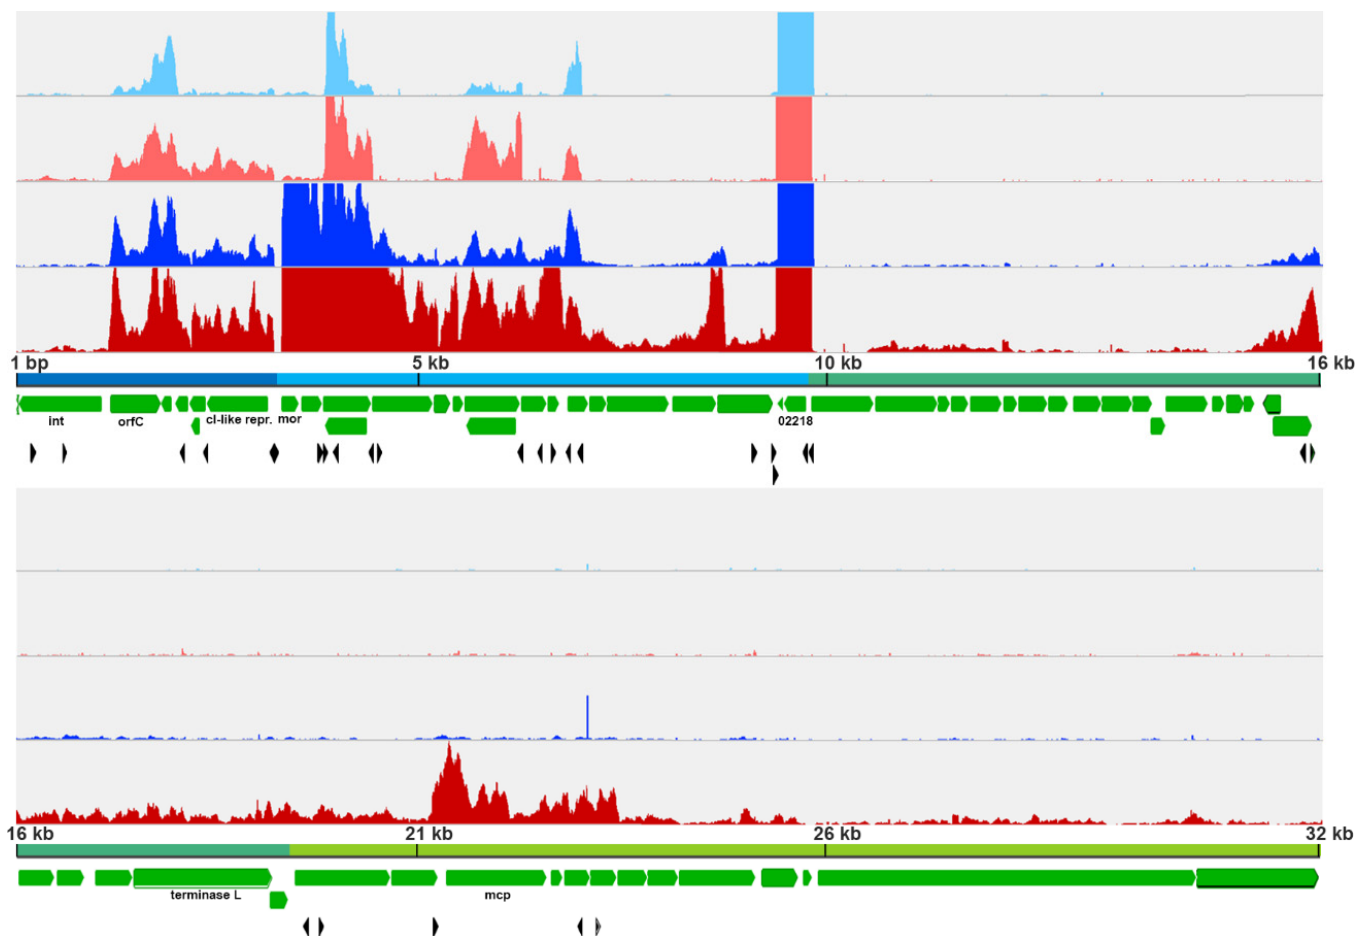 1 bp 5 kb 10 kb 16 kb
int orfC cI-like repr. mor 02218
16 kb 21 kb 26 kb 32 kb
terminase L mcp